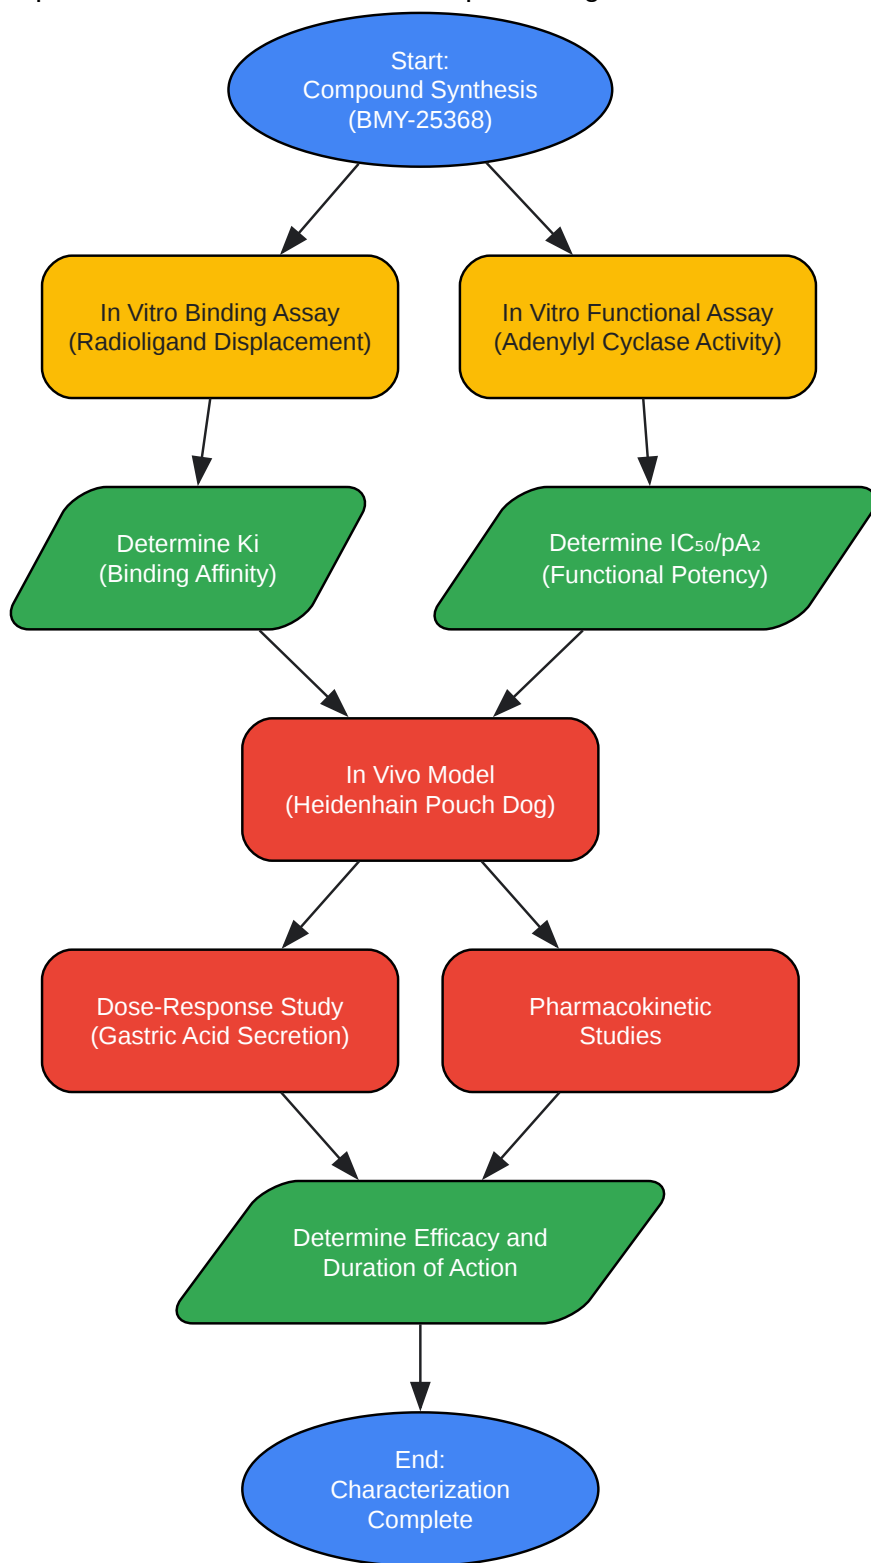 Start:
Compound Synthesis
(BMY-25368)
In Vitro Binding Assay
(Radioligand Displacement)
In Vitro Functional Assay
(Adenylyl Cyclase Activity)
Determine Ki
(Binding Affinity)
Determine IC₅₀/pA₂
(Functional Potency)
In Vivo Model
(Heidenhain Pouch Dog)
Dose-Response Study
(Gastric Acid Secretion)
Pharmacokinetic
Studies
Determine Efficacy and
Duration of Action
End:
Characterization
Complete